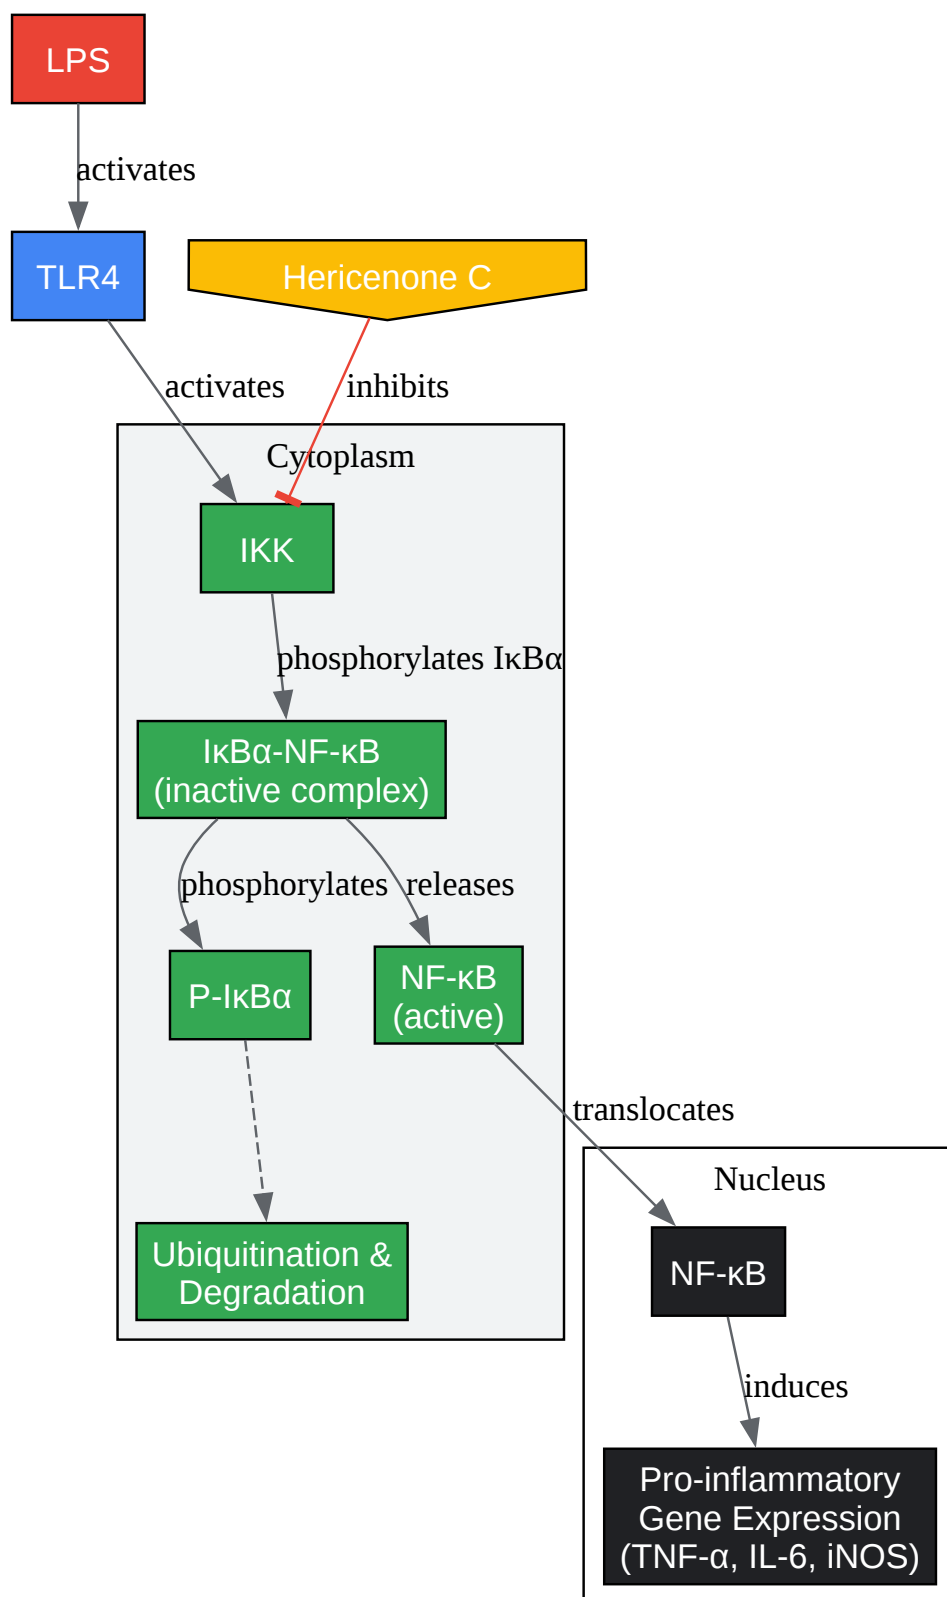 LPS
activates
TLR4
Hericenone C
activates
inhibits
Cytoplasm
IKK
phosphorylates IκBα
IκBα-NF-κB
(inactive complex)
phosphorylates
releases
P-IκBα
NF-κB
(active)
translocates
Nucleus
Ubiquitination &
Degradation
NF-κB
induces
Pro-inflammatory
Gene Expression
(TNF-α, IL-6, iNOS)